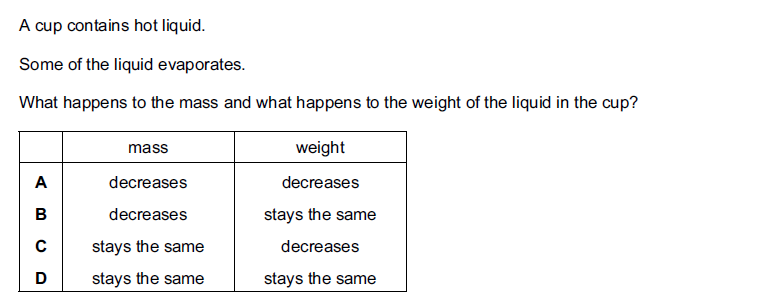 A cup contains hot liquid.
Some of the liquid evaporates.
What happens to the mass and what happens to the weight of the liquid in the cup?
mass weight
A decreases decreases
B decreases stays the same
C stays the same decreases
D stays the same stays the same